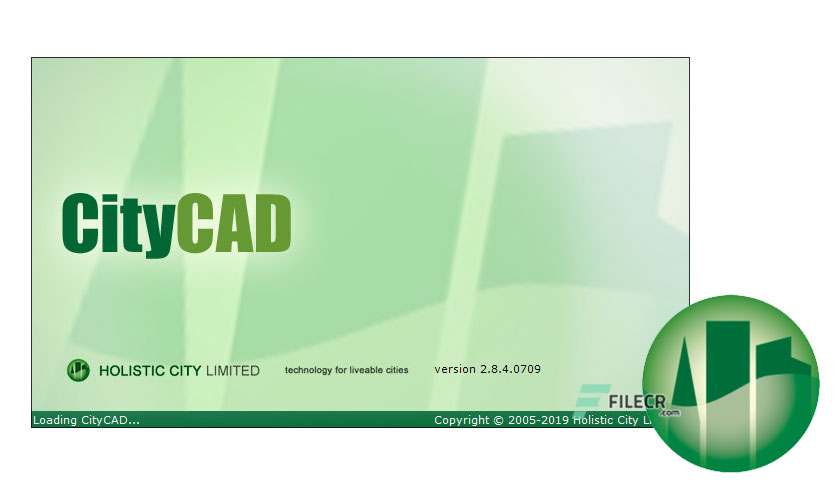 CityCAD
HOLISTIC CITY LIMITED
technology for liveable cities
version 2.8.4.0709
FILECR
.com
Loading CityCAD...
Copyright © 2005-2019 Holistic City